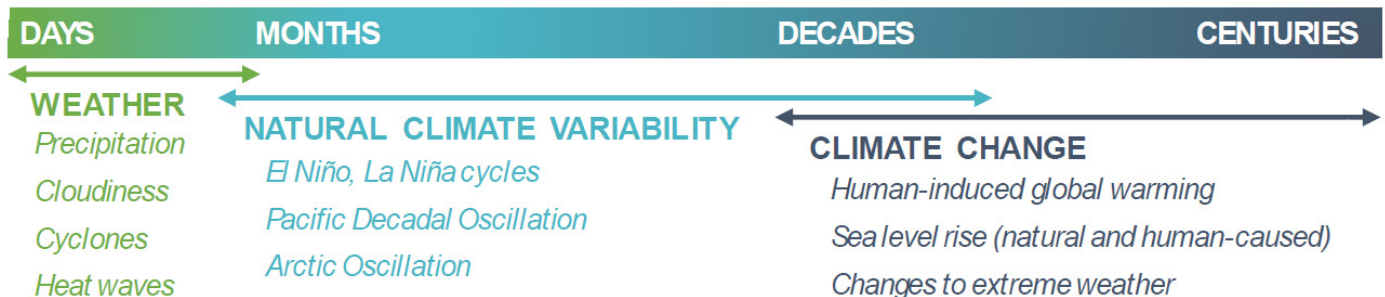 DAYS MONTHS DECADES CENTURIES
WEATHER
Precipitation
Cloudiness
Cyclones
Heat waves
NATURAL CLIMATE VARIABILITY
El Niño, La Niña cycles
Pacific Decadal Oscillation
Arctic Oscillation
CLIMATE CHANGE
Human-induced global warming
Sea level rise (natural and human-caused)
Changes to extreme weather